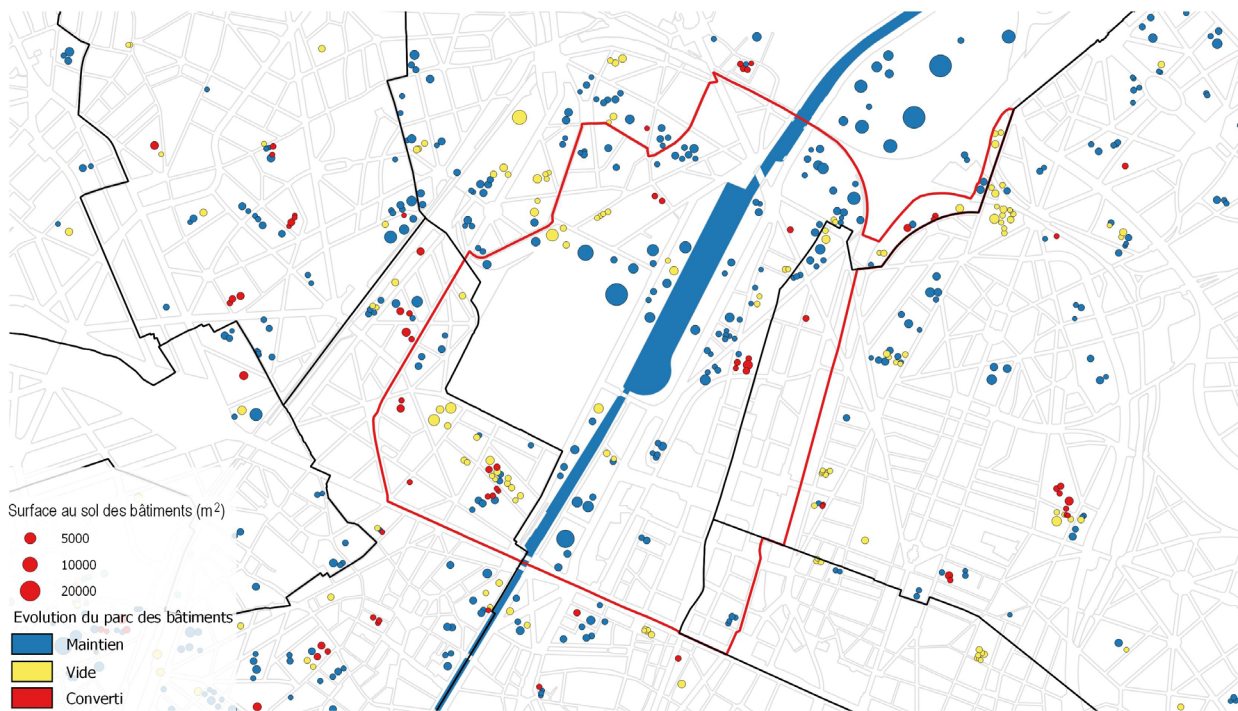 Surface au sol des bâtiments (m²)
5000
10000
20000
Evolution du parc des bâtiments
Maintien
Vide
Converti